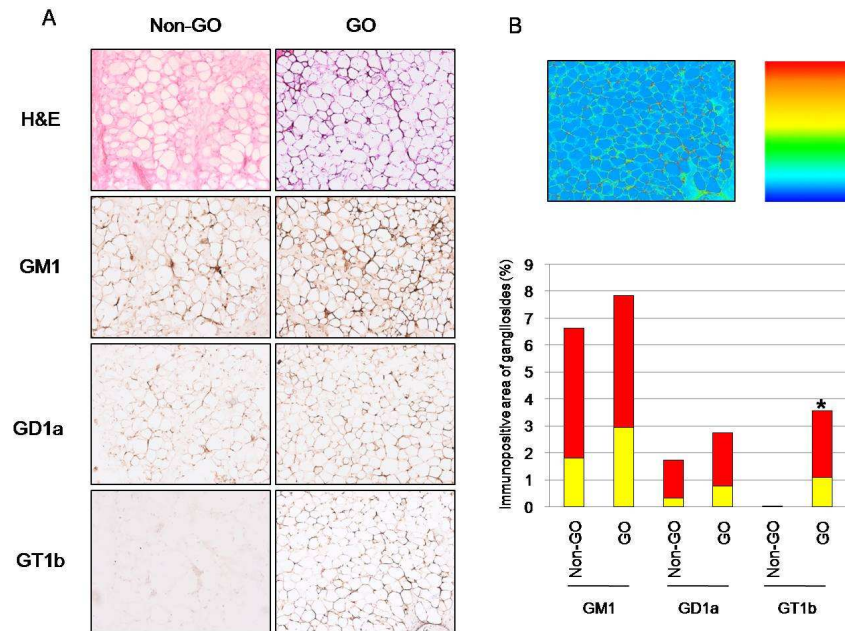 A
Non-GO GO
H&E
GM1
GD1a
GT1b
B
Immunopositive area of gangliosides (%)
9
8
7
6
5
4
3
2
1
0
*
Non-GO GO Non-GO GO Non-GO GO
GM1 GD1a GT1b